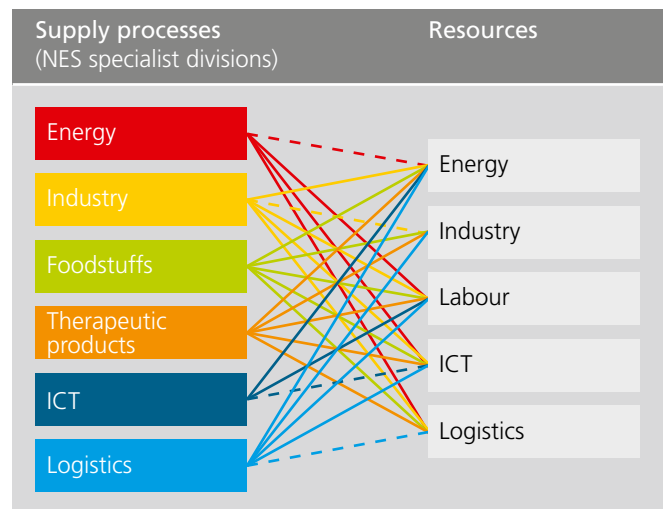 Supply processes
(NES specialist divisions)
Resources
Energy
Industry
Foodstuffs
Therapeutic
products
ICT
Logistics
Energy
Industry
Labour
ICT
Logistics